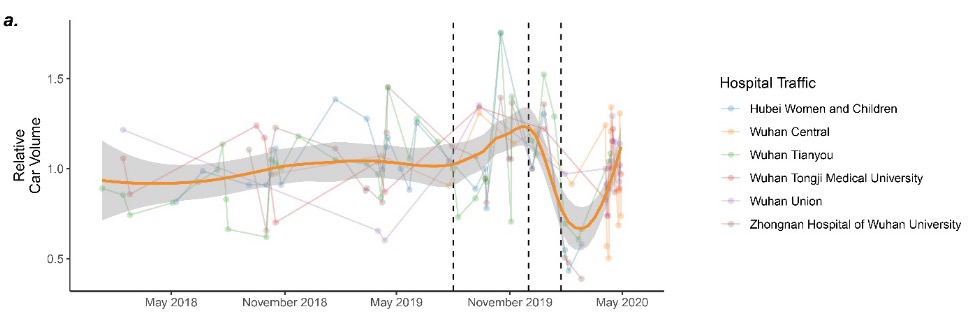 a.
Relative
Car Volume
1.5
1.0
0.5
May 2018
November 2018
May 2019
November 2019
May 2020
Hospital Traffic
Hubei Women and Children
Wuhan Central
Wuhan Tianyou
Wuhan Tongji Medical University
Wuhan Union
Zhongnan Hospital of Wuhan University